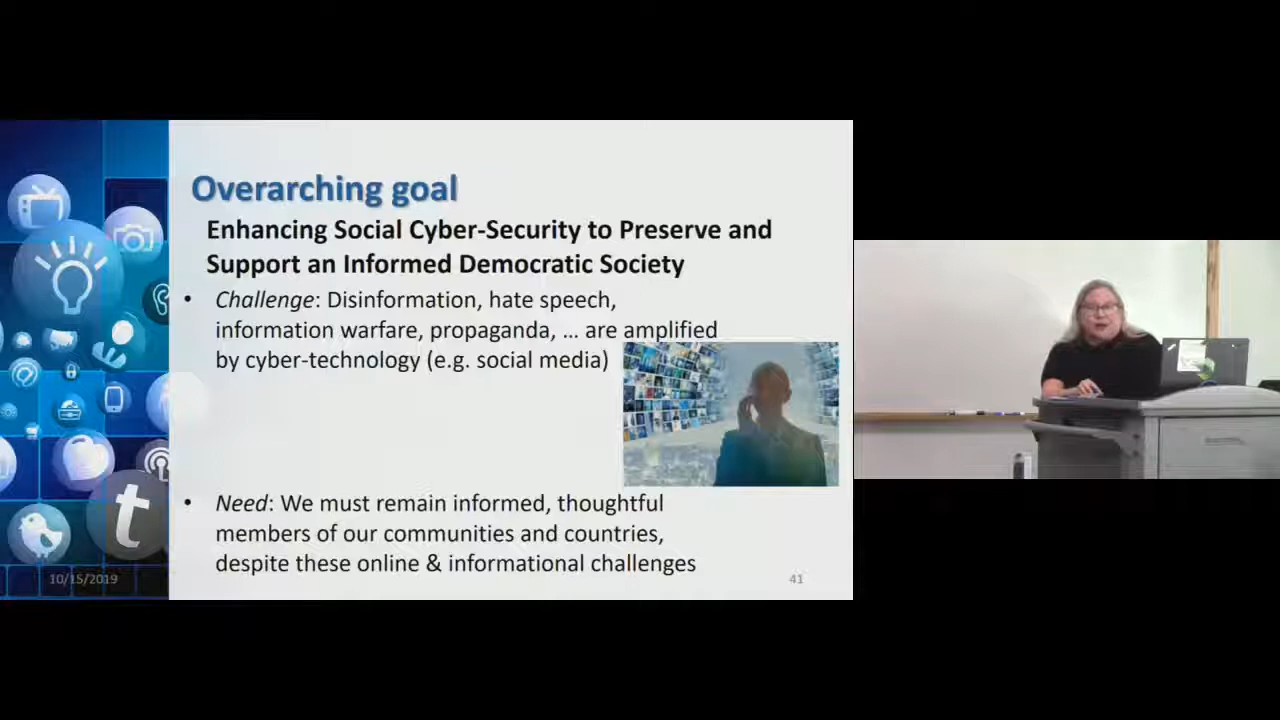 Overarching goal
Enhancing Social Cyber-Security to Preserve and
Support an Informed Democratic Society
• Challenge: Disinformation, hate speech,
information warfare, propaganda, ... are amplified
by cyber-technology (e.g. social media)
• Need: We must remain informed, thoughtful
members of our communities and countries,
despite these online & informational challenges
10/15/2019
41